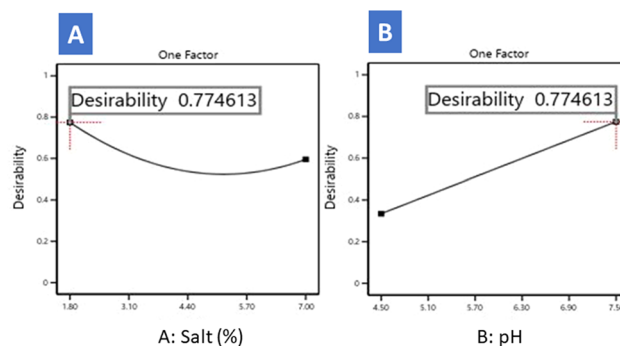 A
One Factor
Desirability 0.774613
1
0.8
0.6
0.4
0.2
0
Desirability
1.80 3.10 4.40 5.70 7.00
A: Salt (%)
B
One Factor
Desirability 0.774613
1
0.8
0.6
0.4
0.2
0
Desirability
4.50 5.10 5.70 6.30 6.90 7.50
B: pH